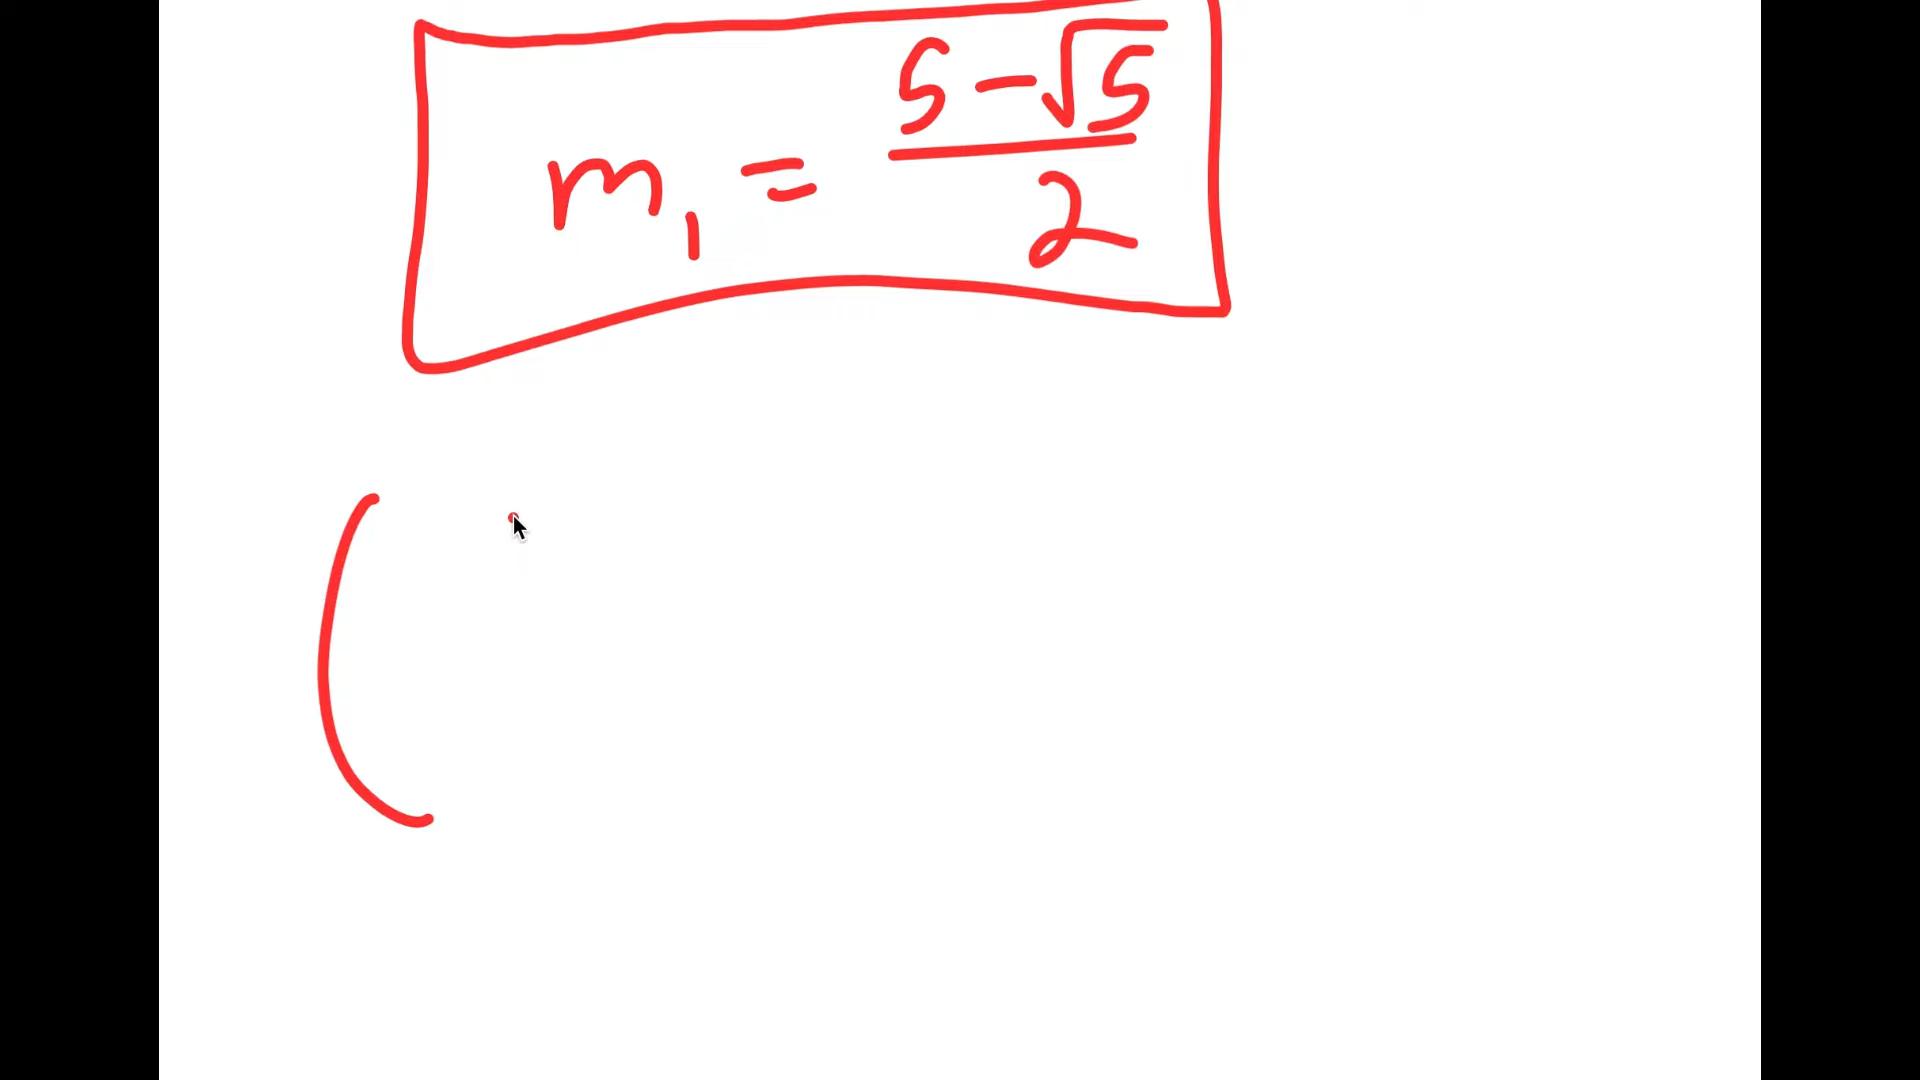 m₁ = (5 - √5)/2
(